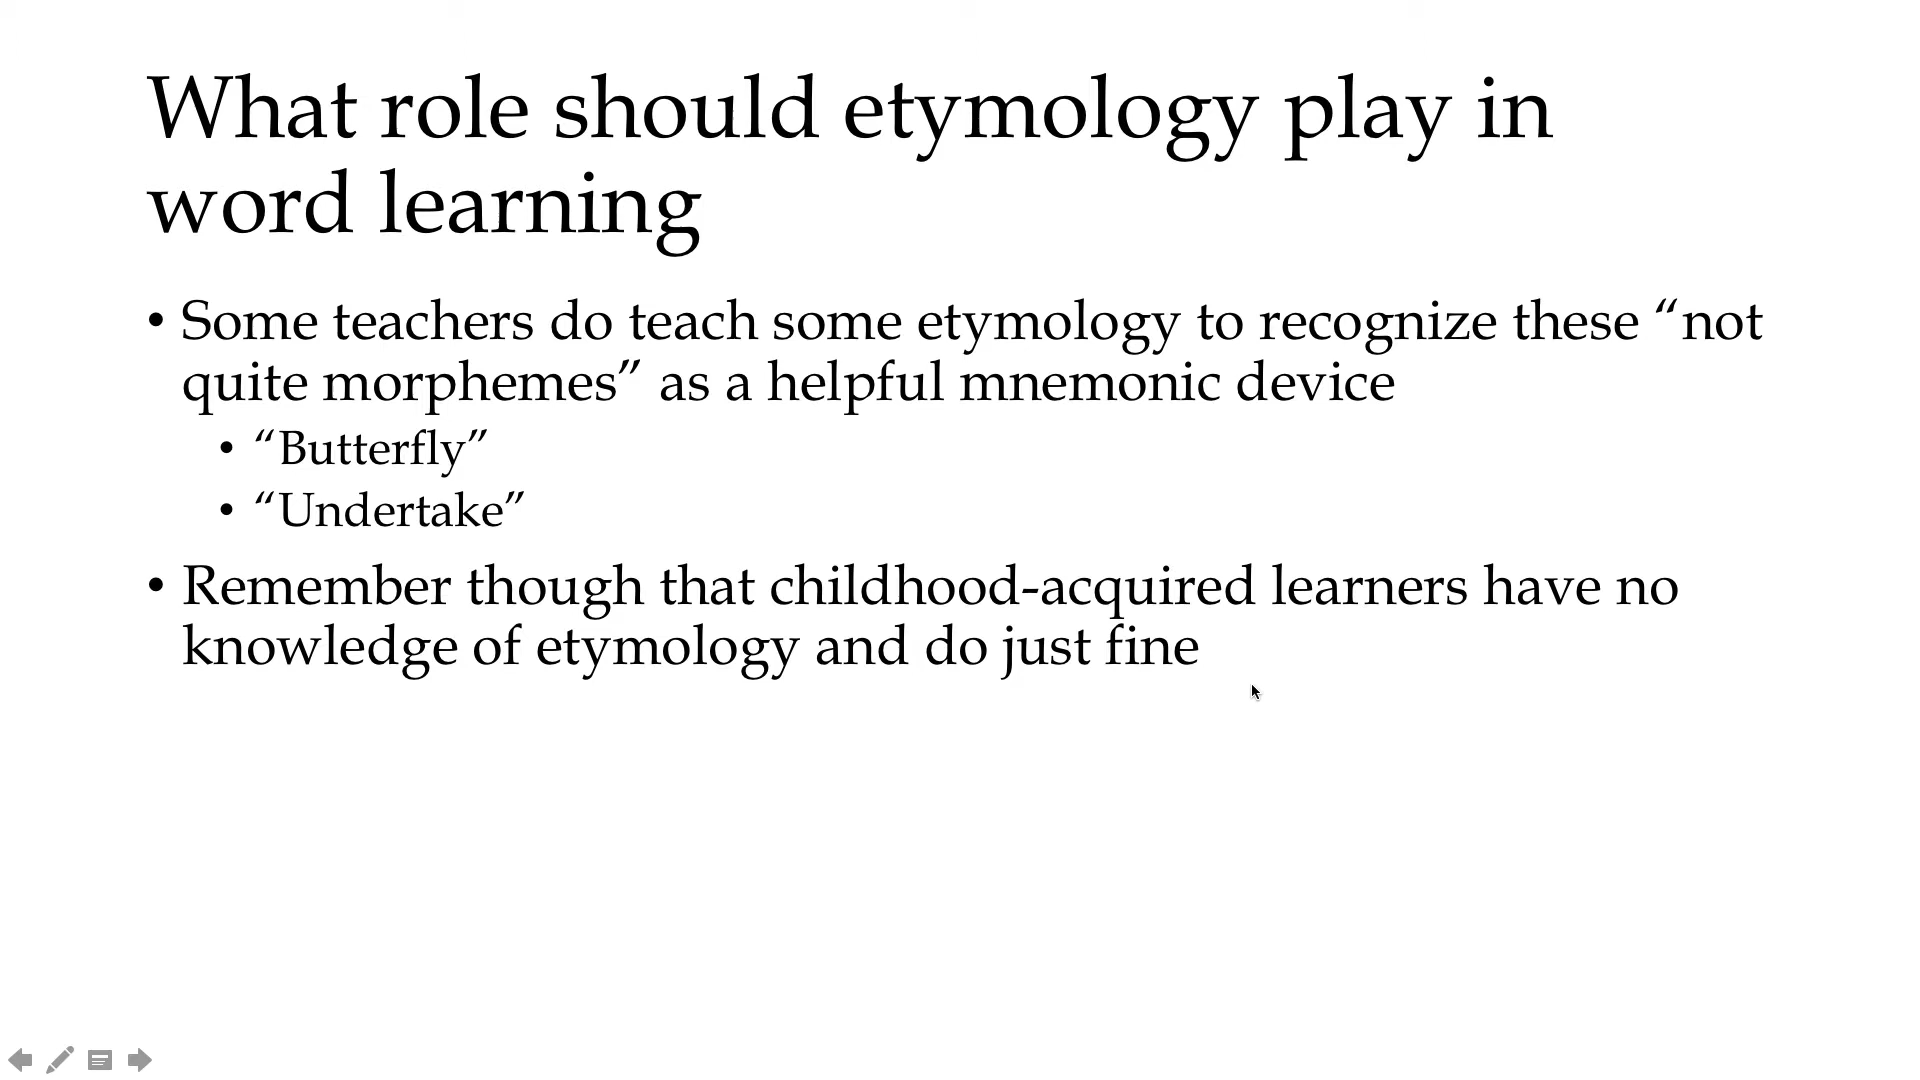 What role should etymology play in
word learning
• Some teachers do teach some etymology to recognize these “not
quite morphemes” as a helpful mnemonic device
• “Butterfly”
• “Undertake”
• Remember though that childhood-acquired learners have no
knowledge of etymology and do just fine